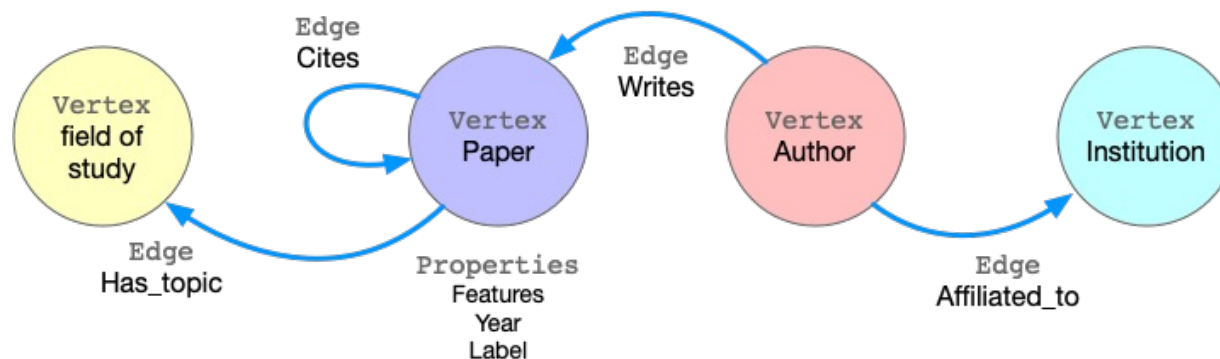 Vertex
field of
study
Edge
Cites
Vertex
Paper
Edge
Writes
Vertex
Author
Vertex
Institution
Edge
Has_topic
Properties
Features
Year
Label
Edge
Affiliated_to